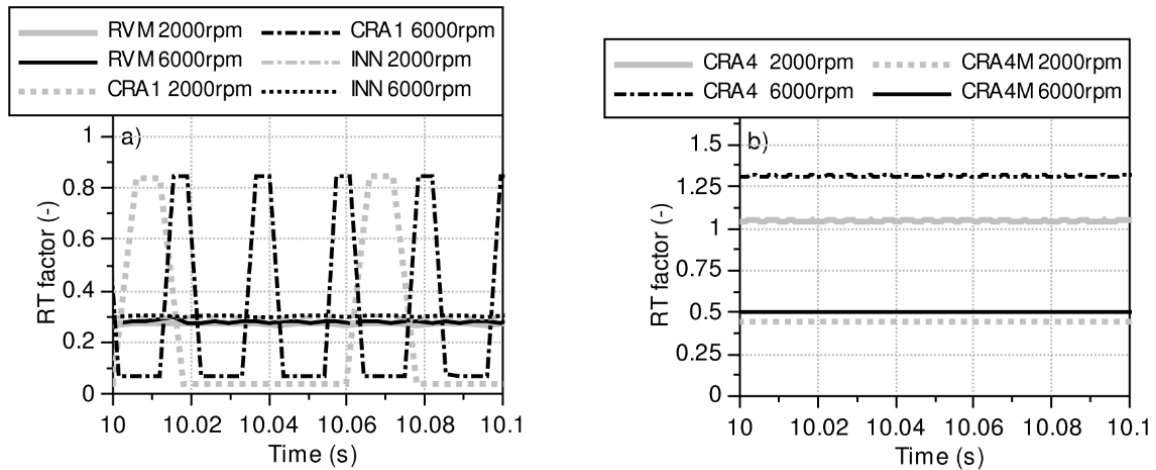 RVM 2000rpm CRA1 6000rpm
RVM 6000rpm INN 2000rpm
CRA1 2000rpm INN 6000rpm
a)
1
0.8
0.6
0.4
0.2
0
RT factor (-)
10 10.02 10.04 10.06 10.08 10.1
Time (s)
CRA4 2000rpm CRA4M 2000rpm
CRA4 6000rpm CRA4M 6000rpm
b)
1.5
1.25
1
0.75
0.5
0.25
0
RT factor (-)
10 10.02 10.04 10.06 10.08 10.1
Time (s)